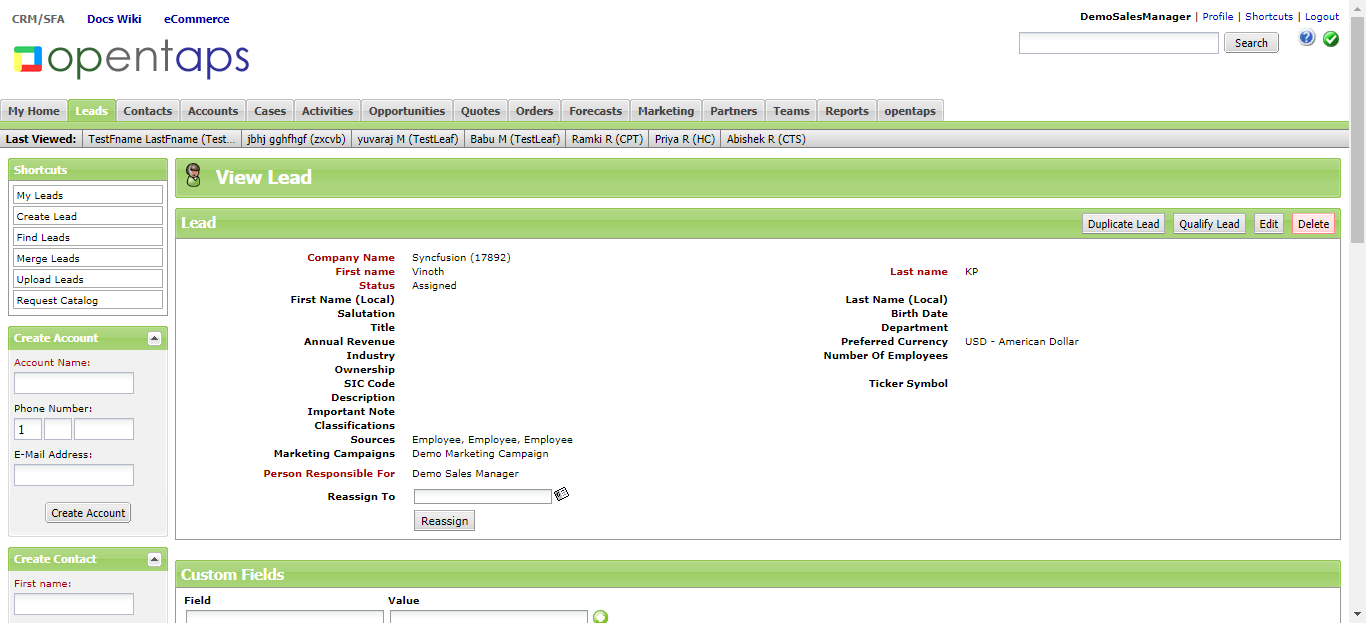 CRM/SFA Docs Wiki eCommerce
DemoSalesManager | Profile | Shortcuts | Logout
opentaps
Search
My Home Leads Contacts Accounts Cases Activities Opportunities Quotes Orders Forecasts Marketing Partners Teams Reports opentaps
Last Viewed: TestFname LastFname (Test... jbhj gghfhgf (zxcvb) yuvaraj M (TestLeaf) Babu M (TestLeaf) Ramki R (CPT) Priya R (HC) Abishek R (CTS)
Shortcuts
My Leads
Create Lead
Find Leads
Merge Leads
Upload Leads
Request Catalog
Create Account
Account Name:
Phone Number:
1
E-Mail Address:
Create Account
Create Contact
First name:
View Lead
Lead
Duplicate Lead Qualify Lead Edit Delete
Company Name Syncfusion (17892)
First name Vinoth Last name KP
Status Assigned
First Name (Local) Last Name (Local)
Salutation Birth Date
Title Department
Annual Revenue Preferred Currency USD - American Dollar
Industry Number Of Employees
Ownership
SIC Code Ticker Symbol
Description
Important Note
Classifications
Sources Employee, Employee, Employee
Marketing Campaigns Demo Marketing Campaign
Person Responsible For Demo Sales Manager
Reassign To
Reassign
Custom Fields
Field Value